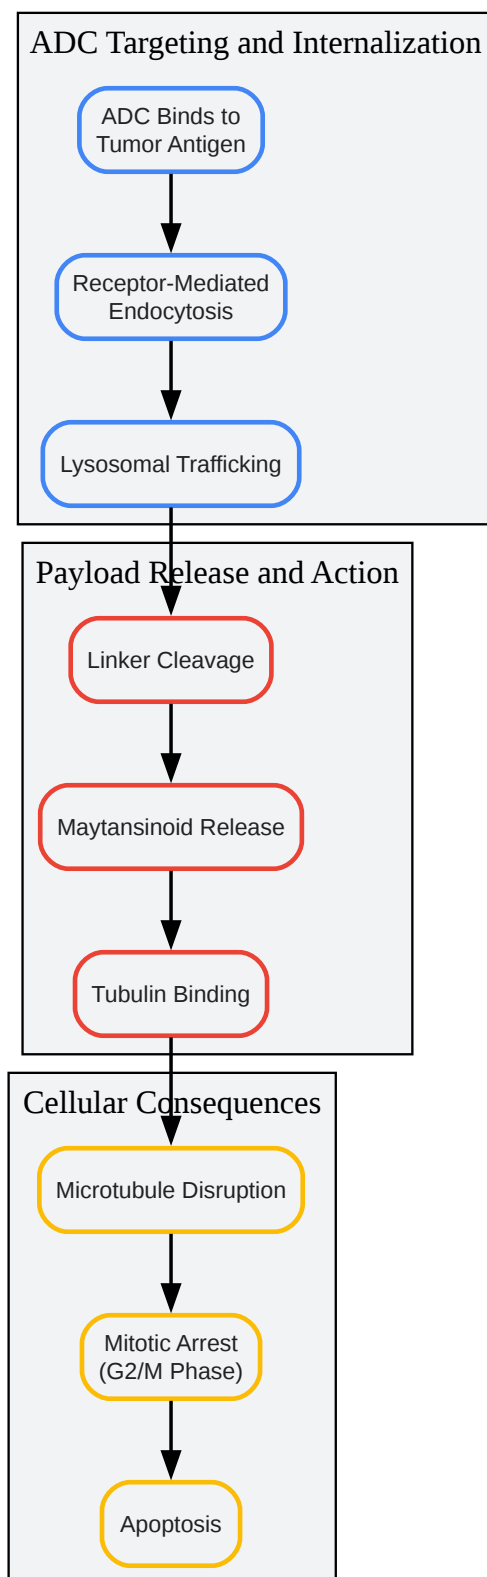 ADC Targeting and Internalization
ADC Binds to
Tumor Antigen
Receptor-Mediated
Endocytosis
Lysosomal Trafficking
Payload Release and Action
Linker Cleavage
Maytansinoid Release
Tubulin Binding
Cellular Consequences
Microtubule Disruption
Mitotic Arrest
(G2/M Phase)
Apoptosis